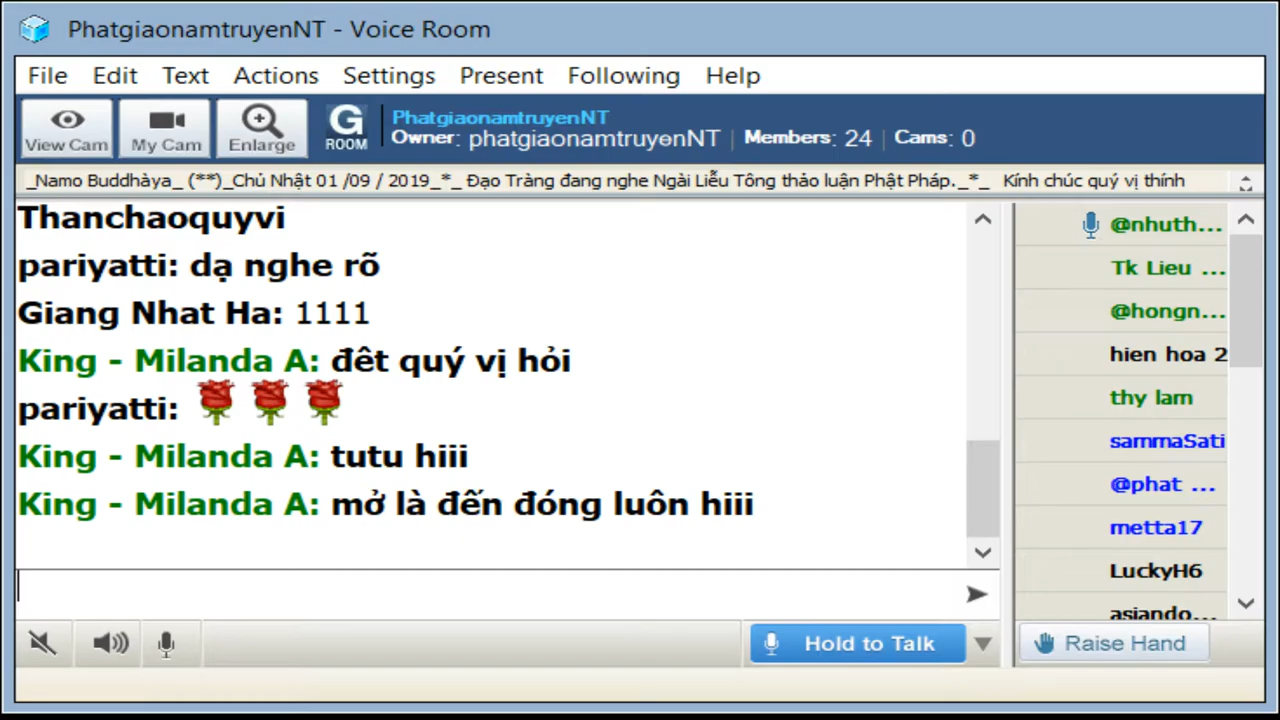 PhatgiaonamtruyenNT - Voice Room
File Edit Text Actions Settings Present Following Help
View Cam My Cam Enlarge G ROOM
PhatgiaonamtruyenNT
Owner: phatgiaonamtruyenNT | Members: 24 | Cams: 0
_Namo Buddhàya_ (**)_Chủ Nhật 01 /09 / 2019_*_ Đạo Tràng đang nghe Ngài Liễu Tông thảo luận Phật Pháp._*_ Kính chúc quý vị thính
Thanchaoquyvi
pariyatti: dạ nghe rõ
Giang Nhat Ha: 1111
King - Milanda A: đêt quý vị hỏi
pariyatti:
King - Milanda A: tutu hiii
King - Milanda A: mở là đến đóng luôn hiii
@nhuth...
Tk Lieu ...
@hongn...
hien hoa 2
thy lam
sammaSati
@phat ...
metta17
LuckyH6
asiando...
Hold to Talk
Raise Hand